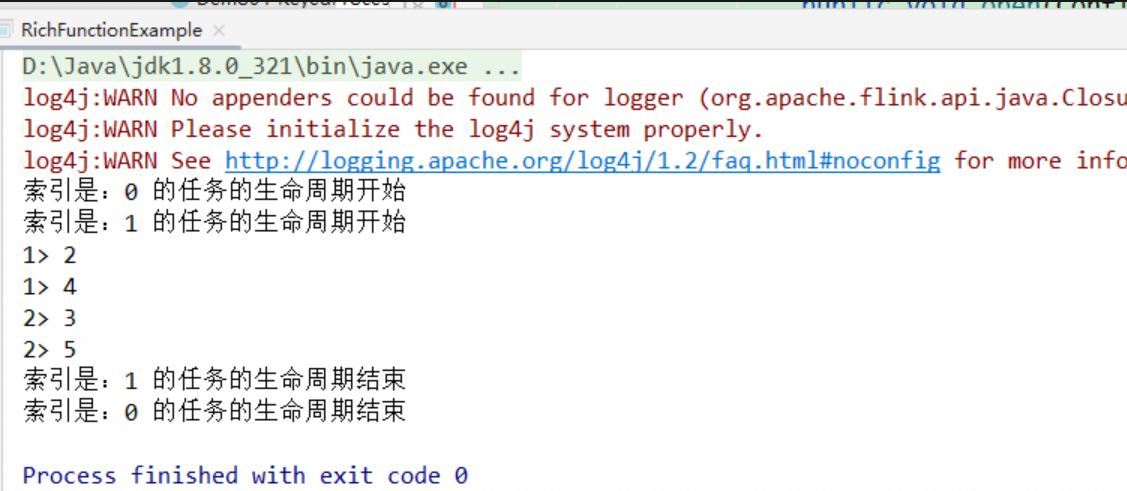 RichFunctionExample
D:\Java\jdk1.8.0_321\bin\java.exe ...
log4j:WARN No appenders could be found for logger (org.apache.flink.api.java.Closu
log4j:WARN Please initialize the log4j system properly.
log4j:WARN See http://logging.apache.org/log4j/1.2/faq.html#noconfig for more info
索引是：0 的任务的生命周期开始
索引是：1 的任务的生命周期开始
1> 2
1> 4
2> 3
2> 5
索引是：1 的任务的生命周期结束
索引是：0 的任务的生命周期结束
Process finished with exit code 0